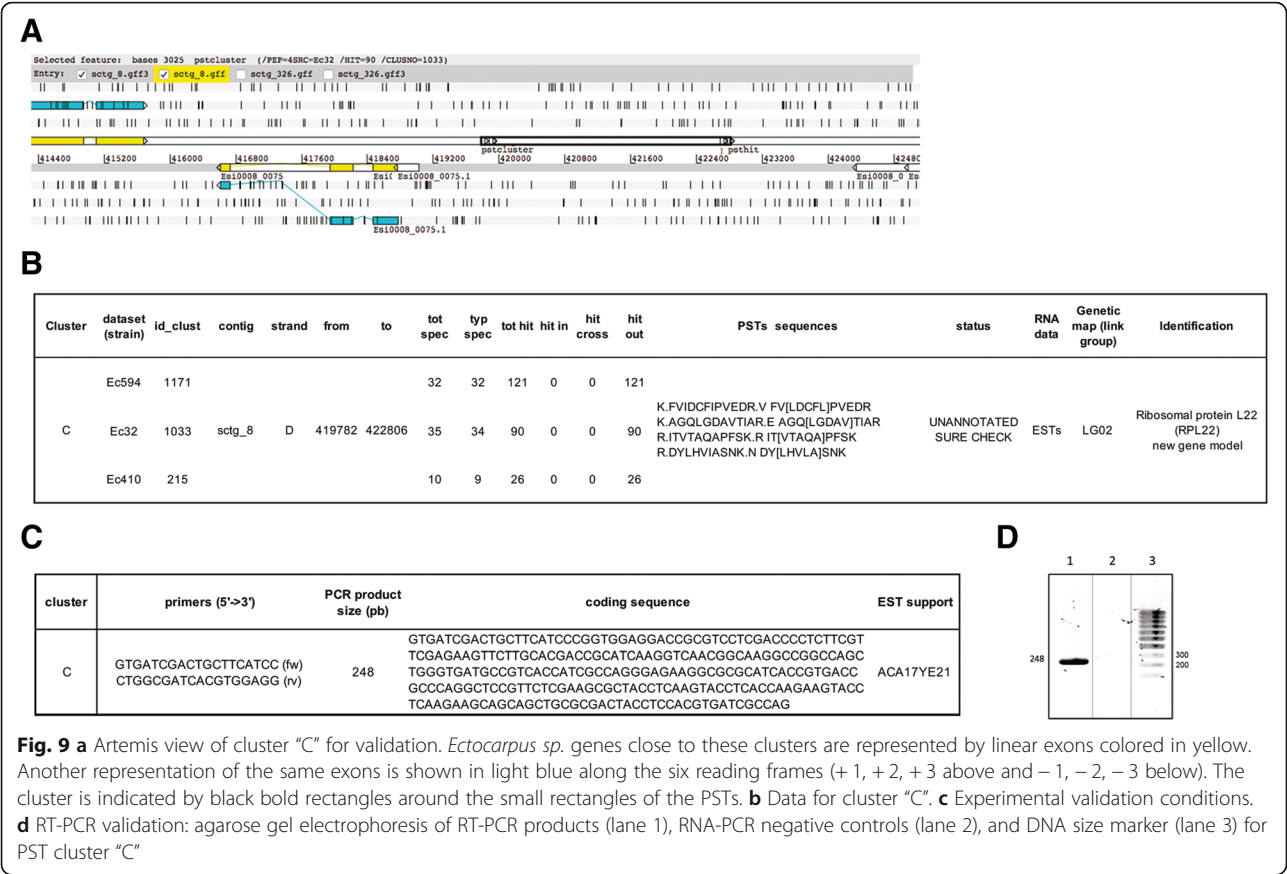 A
Selected feature: bases 3025 pstcluster (/PEP=4SRC=Ec32 /HIT=90 /CLUSNO=1033)
Entry: sctg_8.gff3 sctg_8.gff sctg_326.gff sctg_326.gff3
pstcluster psthit
414400 415200 416000 416800 417600 418400 419200 420000 420800 421600 422400 423200 424000 42480
Esi0008_0075 Esi( Esi0008_0075.1 Esi0008_0 Es
Esi0008_0075.1
B
Cluster dataset (strain) id_clust contig strand from to tot spec typ spec tot hit hit in hit cross hit out PSTs sequences status RNA data Genetic map (link group) Identification
Ec594 1171 32 32 121 0 0 121
C Ec32 1033 sctg_8 D 419782 422806 35 34 90 0 0 90
K.FVIDCFIPVEDR.V FV[LDCFL]PVEDR
K.AGQLGDAVTIAR.E AGQ[LGDAV]TIAR
R.ITVTAQAPFSK.R IT[VTAQA]PFSK
R.DYLHVIASNK.N DY[LHVLA]SNK
UNANNOTATED SURE CHECK
ESTs
LG02
Ribosomal protein L22 (RPL22) new gene model
Ec410 215 10 9 26 0 0 26
C
cluster primers (5'->3') PCR product size (pb) coding sequence EST support
C
GTGATCGACTGCTTCATCC (fw)
CTGGCGATCACGTGGAGG (rv)
248
GTGATCGACTGCTTCATCCCGGTGGAGGACCGCGTCCTCGACCCCTCTTCGT
TCGAGAAGTTCTTGCACGACCGCATCAAGGTCAACGGCAAGGCCGGCCAGC
TGGGTGATGCCGTCACCATCGCCAGGGAGAAGGCGCGCATCACCGTGACC
GCCCAGGCTCCGTTCTCGAAGCGCTACCTCAAGTACCTCACCAAGAAGTACC
TCAAGAAGCAGCAGCTGCGCGACTACCTCCACGTGATCGCCAG
ACA17YE21
D
1 2 3
248
300
200
Fig. 9 a Artemis view of cluster "C" for validation. Ectocarpus sp. genes close to these clusters are represented by linear exons colored in yellow.
Another representation of the same exons is shown in light blue along the six reading frames (+ 1, + 2, + 3 above and − 1, − 2, − 3 below). The
cluster is indicated by black bold rectangles around the small rectangles of the PSTs. b Data for cluster "C". c Experimental validation conditions.
d RT-PCR validation: agarose gel electrophoresis of RT-PCR products (lane 1), RNA-PCR negative controls (lane 2), and DNA size marker (lane 3) for
PST cluster "C"